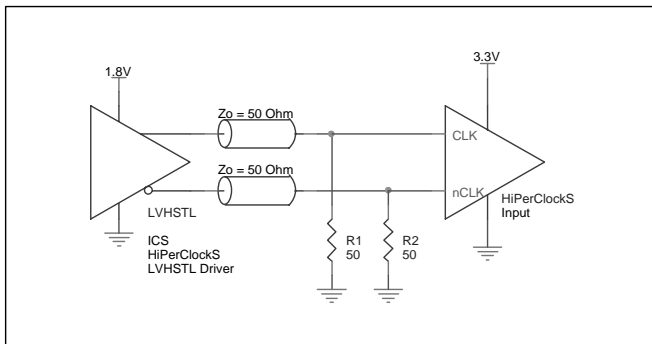 1.8V
3.3V
Zo = 50 Ohm
CLK
Zo = 50 Ohm
nCLK
HiPerClockS
Input
LVHSTL
ICS
HiPerClockS
LVHSTL Driver
R1
50
R2
50